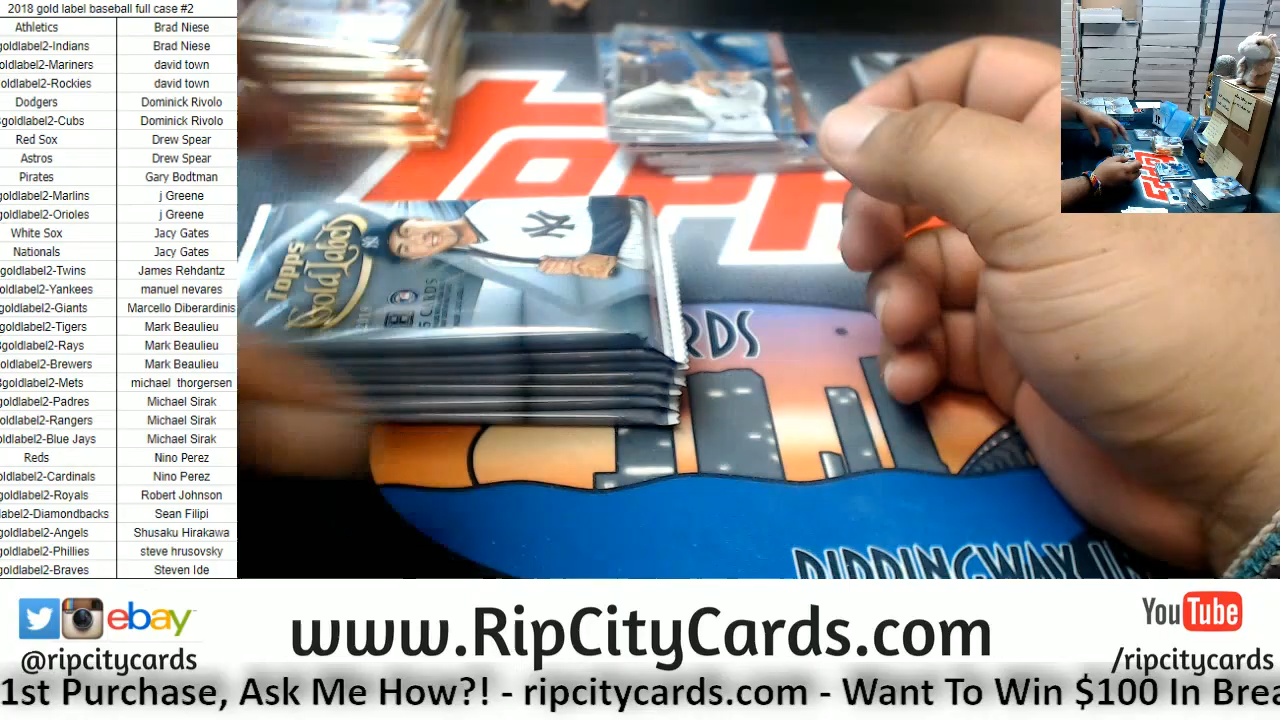 2018 gold label baseball full case #2
Athletics Brad Niese
goldlabel2-Indians Brad Niese
oldlabel2-Mariners david town
oldlabel2-Rockies david town
Dodgers Dominick Rivolo
goldlabel2-Cubs Dominick Rivolo
Red Sox Drew Spear
Astros Drew Spear
Pirates Gary Bodtman
goldlabel2-Marlins j Greene
goldlabel2-Orioles j Greene
White Sox Jacy Gates
Nationals Jacy Gates
goldlabel2-Twins James Rehdantz
oldlabel2-Yankees manuel nevares
goldlabel2-Giants Marcello Diberardinis
goldlabel2-Tigers Mark Beaulieu
goldlabel2-Rays Mark Beaulieu
oldlabel2-Brewers Mark Beaulieu
goldlabel2-Mets michael thorgersen
goldlabel2-Padres Michael Sirak
oldlabel2-Rangers Michael Sirak
ldlabel2-Blue Jays Michael Sirak
Reds Nino Perez
ldlabel2-Cardinals Nino Perez
goldlabel2-Royals Robert Johnson
label2-Diamondbacks Sean Filipi
goldlabel2-Angels Shusaku Hirakawa
goldlabel2-Phillies steve hrusovsky
goldlabel2-Braves Steven Ide
Topps
Gold Label
5 CARDS
RDS
RIPPINGWAX
ebay
@ripcitycards
www.RipCityCards.com
YouTube
/ripcitycards
1st Purchase, Ask Me How?! - ripcitycards.com - Want To Win $100 In Brea